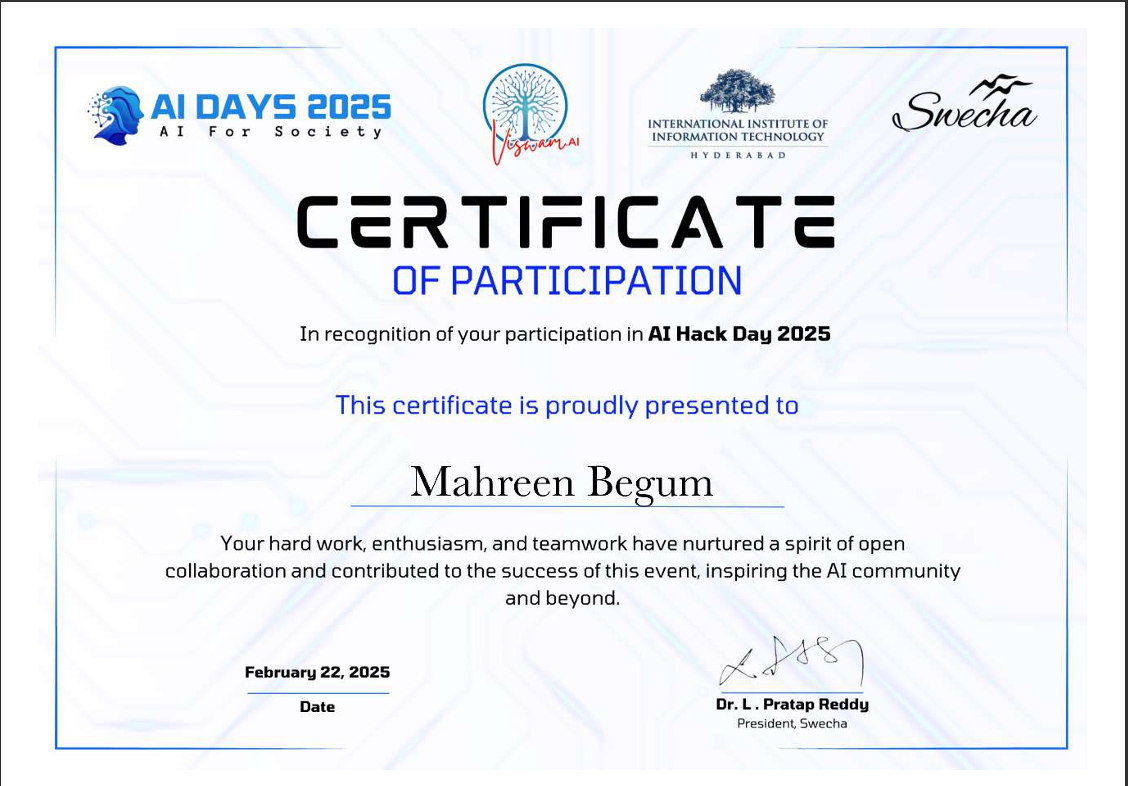 AI DAYS 2025
AI For Society
Viswam.AI
INTERNATIONAL INSTITUTE OF
INFORMATION TECHNOLOGY
HYDERABAD
Swecha
CERTIFICATE
OF PARTICIPATION
In recognition of your participation in AI Hack Day 2025
This certificate is proudly presented to
Mahreen Begum
Your hard work, enthusiasm, and teamwork have nurtured a spirit of open
collaboration and contributed to the success of this event, inspiring the AI community
and beyond.
February 22, 2025
Date
Dr. L . Pratap Reddy
President, Swecha